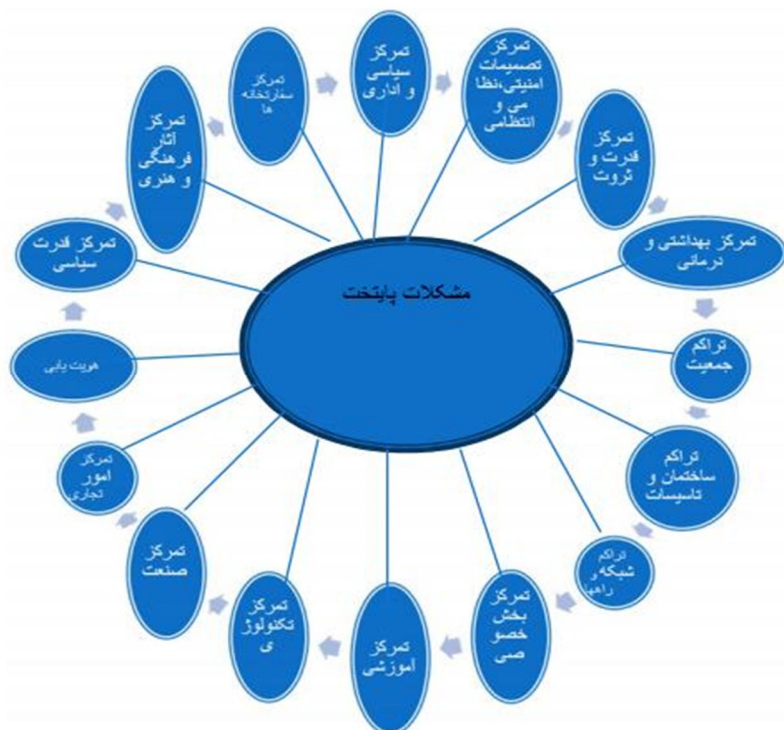 تمرکز
سیاسی
و اداری
تمرکز
تصمیمات
امنیتی،نظا
می و
انتظامی
تمرکز
قدرت و
ثروت
تمرکز بهداشتی و
درمانی
تراکم
جمعیت
تراکم
ساختمان و
تاسیسات
تراکم
شبکه و
راهها
تمرکز
بخش
خصو
صی
تمرکز
آموزشی
تمرکز
تکنولوژ
ی
تمرکز
صنعت
تمرکز
امور
تجاری
هویت یابی
تمرکز قدرت
سیاسی
تمرکز
آثار
فرهنگی
و هنری
تمرکز
سفارتخانه
ها
مشکلات پایتخت